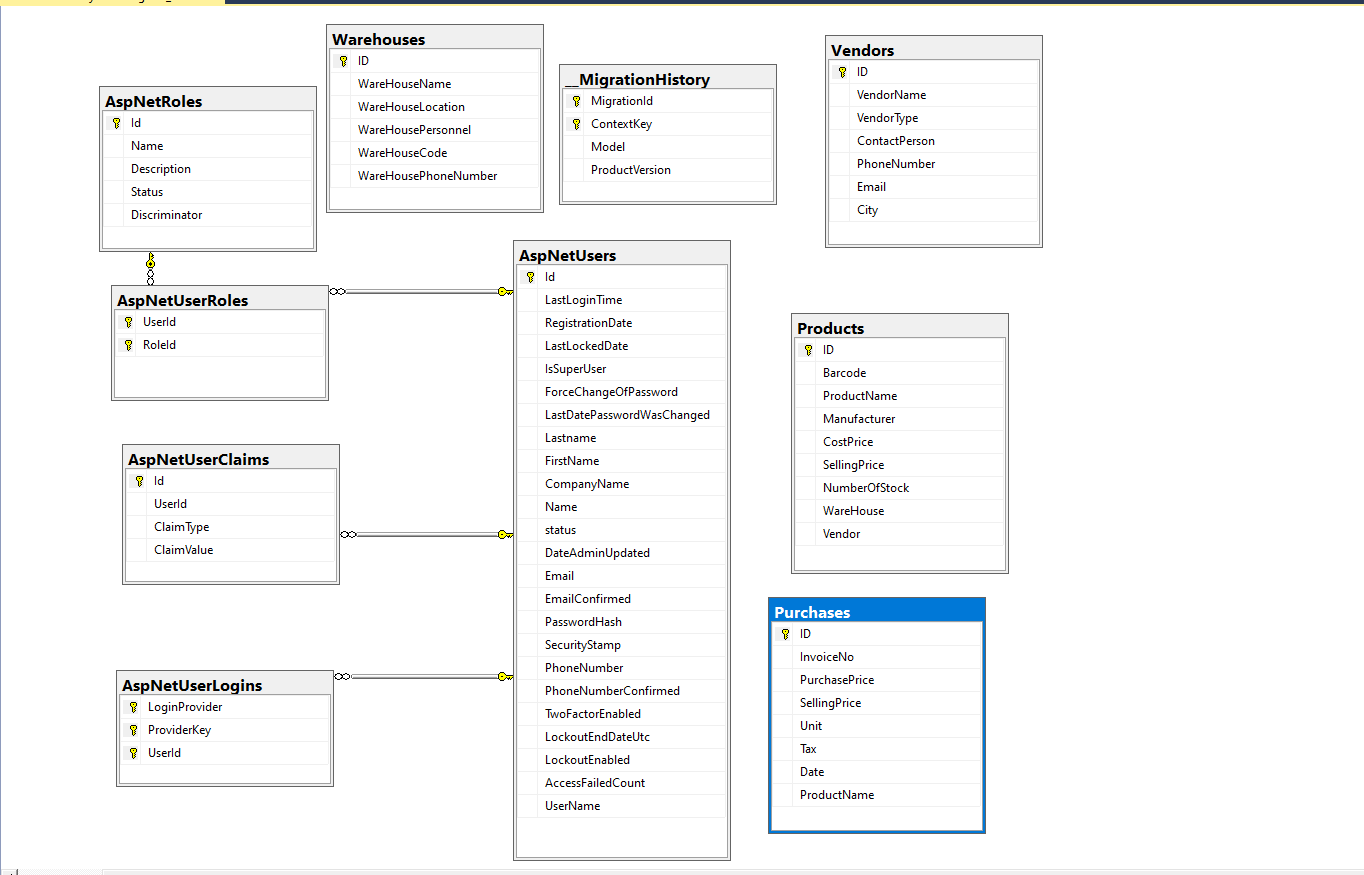 Warehouses
ID
WareHouseName
WareHouseLocation
WareHousePersonnel
WareHouseCode
WareHousePhoneNumber
__MigrationHistory
MigrationId
ContextKey
Model
ProductVersion
Vendors
ID
VendorName
VendorType
ContactPerson
PhoneNumber
Email
City
AspNetRoles
Id
Name
Description
Status
Discriminator
AspNetUserRoles
UserId
RoleId
AspNetUserClaims
Id
UserId
ClaimType
ClaimValue
AspNetUserLogins
LoginProvider
ProviderKey
UserId
AspNetUsers
Id
LastLoginTime
RegistrationDate
LastLockedDate
IsSuperUser
ForceChangeOfPassword
LastDatePasswordWasChanged
Lastname
FirstName
CompanyName
Name
status
DateAdminUpdated
Email
EmailConfirmed
PasswordHash
SecurityStamp
PhoneNumber
PhoneNumberConfirmed
TwoFactorEnabled
LockoutEndDateUtc
LockoutEnabled
AccessFailedCount
UserName
Products
ID
Barcode
ProductName
Manufacturer
CostPrice
SellingPrice
NumberOfStock
WareHouse
Vendor
Purchases
ID
InvoiceNo
PurchasePrice
SellingPrice
Unit
Tax
Date
ProductName